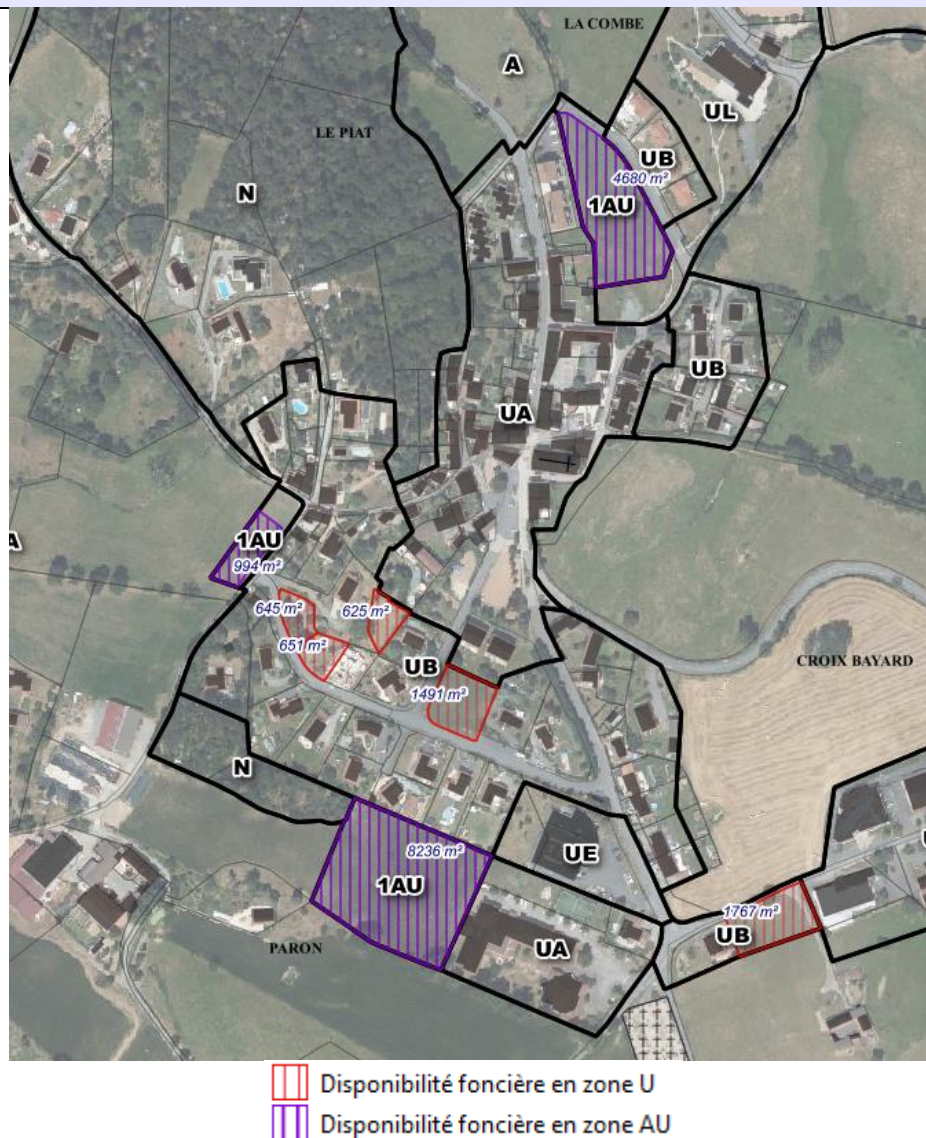 LA COMBE
A
UL
LE PIAT
UB
4680 m²
N
1AU
UB
UA
A
1AU
994 m²
645 m²
625 m²
651 m²
UB
1491 m²
CROIX BAYARD
N
8236 m²
UE
1AU
1767 m²
UB
PARON
UA
Disponibilité foncière en zone U
Disponibilité foncière en zone AU